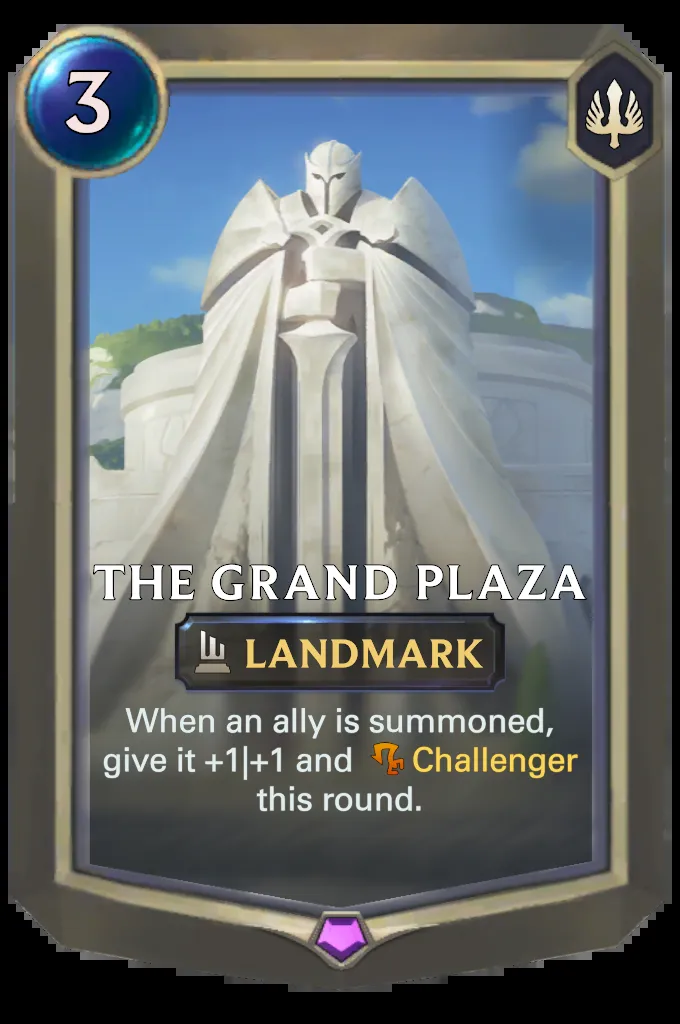 3
THE GRAND PLAZA
LANDMARK
When an ally is summoned,
give it +1|+1 and Challenger
this round.